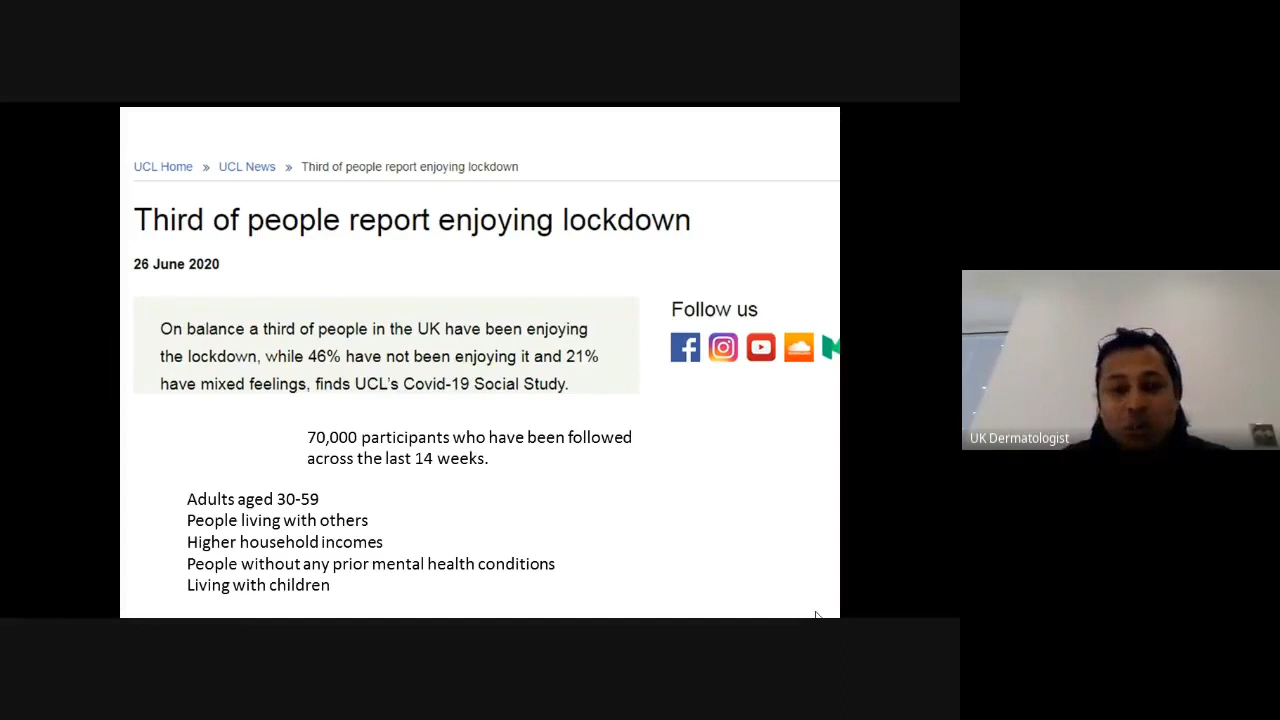 UCL Home » UCL News » Third of people report enjoying lockdown
Third of people report enjoying lockdown
26 June 2020
On balance a third of people in the UK have been enjoying
the lockdown, while 46% have not been enjoying it and 21%
have mixed feelings, finds UCL's Covid-19 Social Study.
Follow us
70,000 participants who have been followed
across the last 14 weeks.
Adults aged 30-59
People living with others
Higher household incomes
People without any prior mental health conditions
Living with children
UK Dermatologist